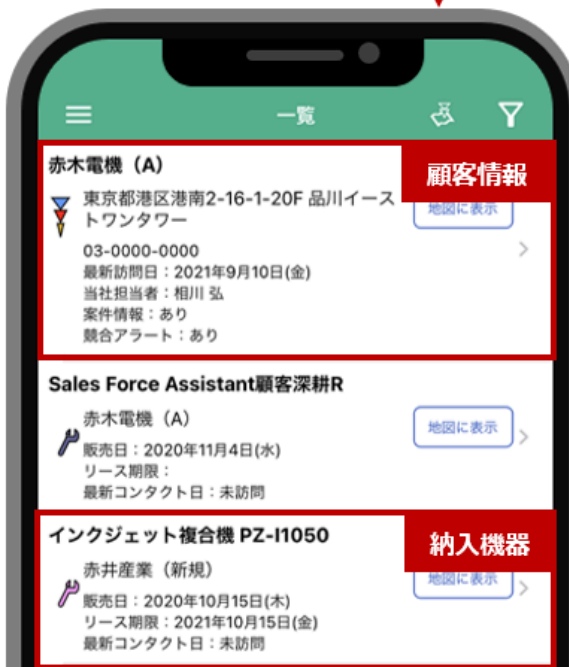 一覧
赤木電機（A）
顧客情報
東京都港区港南2-16-1-20F 品川イース
トワンタワー
地図に表示
03-0000-0000
最新訪問日：2021年9月10日(金)
当社担当者：相川 弘
案件情報：あり
競合アラート：あり
Sales Force Assistant顧客深耕R
赤木電機（A）
地図に表示
販売日：2020年11月4日(水)
リース期限：
最新コンタクト日：未訪問
インクジェット複合機 PZ-I1050
納入機器
赤井産業（新規）
地図に表示
販売日：2020年10月15日(木)
リース期限：2021年10月15日(金)
最新コンタクト日：未訪問